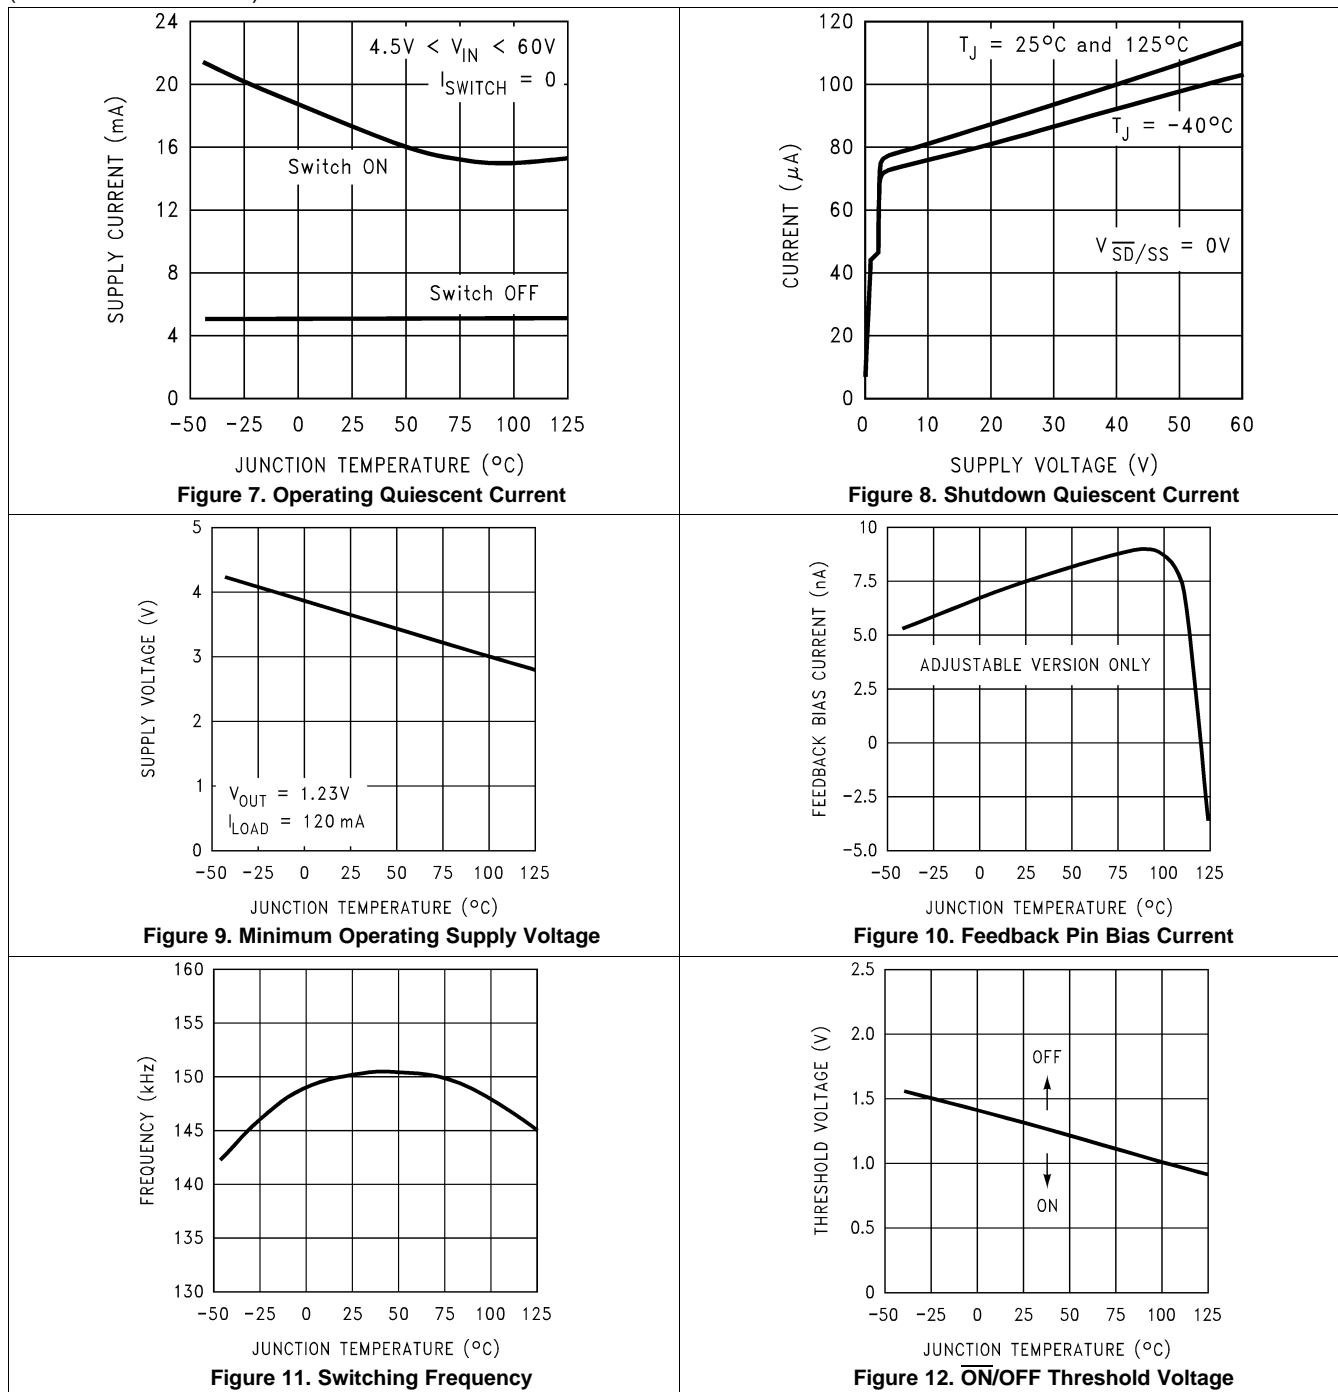 24
20
16
12
8
4
0
SUPPLY CURRENT (mA)
4.5V < V_IN < 60V
I_SWITCH = 0
Switch ON
Switch OFF
-50 -25 0 25 50 75 100 125
JUNCTION TEMPERATURE (°C)
Figure 7. Operating Quiescent Current
120
100
80
60
40
20
0
CURRENT (μA)
T_J = 25°C and 125°C
T_J = -40°C
V_S̅D̅/SS = 0V
0 10 20 30 40 50 60
SUPPLY VOLTAGE (V)
Figure 8. Shutdown Quiescent Current
5
4
3
2
1
0
SUPPLY VOLTAGE (V)
V_OUT = 1.23V
I_LOAD = 120 mA
-50 -25 0 25 50 75 100 125
JUNCTION TEMPERATURE (°C)
Figure 9. Minimum Operating Supply Voltage
10
7.5
5.0
2.5
0
-2.5
-5.0
FEEDBACK BIAS CURRENT (nA)
ADJUSTABLE VERSION ONLY
-50 -25 0 25 50 75 100 125
JUNCTION TEMPERATURE (°C)
Figure 10. Feedback Pin Bias Current
160
155
150
145
140
135
130
FREQUENCY (kHz)
-50 -25 0 25 50 75 100 125
JUNCTION TEMPERATURE (°C)
Figure 11. Switching Frequency
2.5
2.0
1.5
1.0
0.5
0
THRESHOLD VOLTAGE (V)
OFF
ON
-50 -25 0 25 50 75 100 125
JUNCTION TEMPERATURE (°C)
Figure 12. O̅N̅/OFF Threshold Voltage